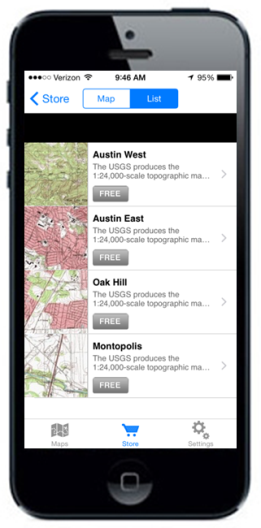 Verizon 9:46 AM 95%
Store Map List
Austin West
The USGS produces the
1:24,000-scale topographic ma...
FREE
Austin East
The USGS produces the
1:24,000-scale topographic ma...
FREE
Oak Hill
The USGS produces the
1:24,000-scale topographic ma...
FREE
Montopolis
The USGS produces the
1:24,000-scale topographic ma...
FREE
Maps Store Settings